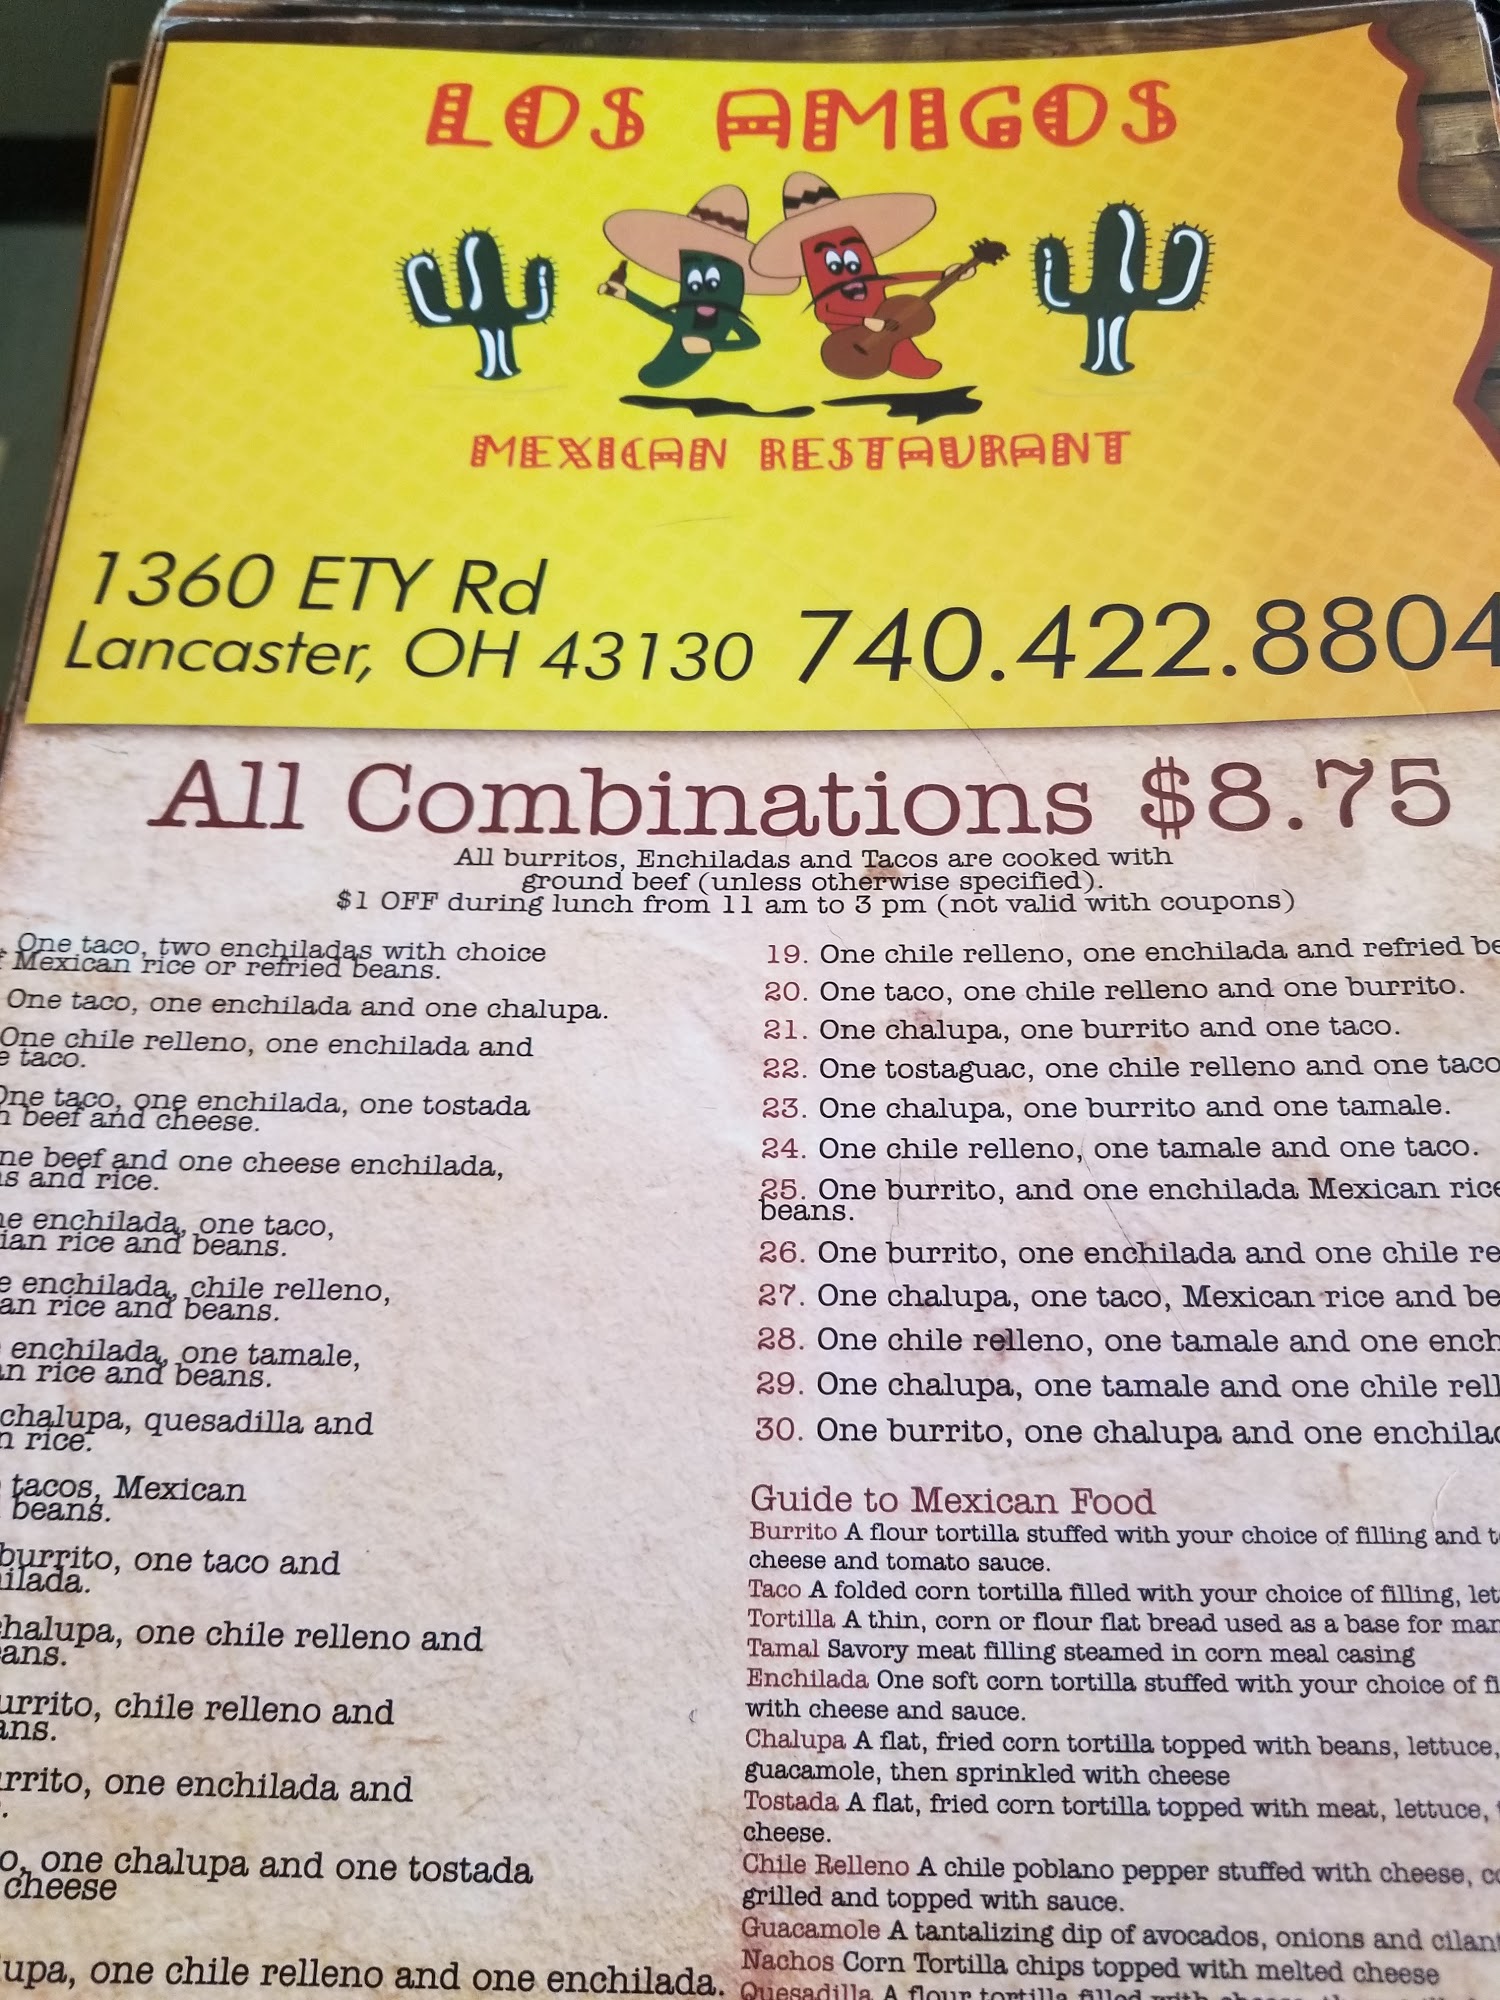 LOS AMIGOS
MEXICAN RESTAURANT
1360 ETY Rd
Lancaster, OH 43130
740.422.8804
All Combinations $8.75
All burritos, Enchiladas and Tacos are cooked with
ground beef (unless otherwise specified).
$1 OFF during lunch from 11 am to 3 pm (not valid with coupons)
One taco, two enchiladas with choice
Mexican rice or refried beans.
One taco, one enchilada and one chalupa.
One chile relleno, one enchilada and
taco.
One taco, one enchilada, one tostada
beef and cheese.
beef and one cheese enchilada,
and rice.
enchilada, one taco,
rice and beans.
enchilada, chile relleno,
rice and beans.
enchilada, one tamale,
rice and beans.
chalupa, quesadilla and
rice.
tacos, Mexican
beans.
burrito, one taco and
chalupa, one chile relleno and
chile relleno and
one enchilada and
one chalupa and one tostada
cheese
one chile relleno and one enchilada.
19. One chile relleno, one enchilada and refried
20. One taco, one chile relleno and one burrito.
21. One chalupa, one burrito and one taco.
22. One tostaguac, one chile relleno and one taco
23. One chalupa, one burrito and one tamale.
24. One chile relleno, one tamale and one taco.
25. One burrito, and one enchilada Mexican rice
beans.
26. One burrito, one enchilada and one chile
27. One chalupa, one taco, Mexican rice and
28. One chile relleno, one tamale and one
29. One chalupa, one tamale and one chile
30. One burrito, one chalupa and one
Guide to Mexican Food
Burrito A flour tortilla stuffed with your choice of filling and
cheese and tomato sauce.
Taco A folded corn tortilla filled with your choice of filling,
Tortilla A thin, corn or flour flat bread used as a base for
Tamal Savory meat filling steamed in corn meal casing
Enchilada One soft corn tortilla stuffed with your choice of
with cheese and sauce.
Chalupa A flat, fried corn tortilla topped with beans, lettuce,
guacamole, then sprinkled with cheese
Tostada A flat, fried corn tortilla topped with meat, lettuce,
cheese.
Chile Relleno A chile poblano pepper stuffed with cheese,
grilled and topped with sauce.
Guacamole A tantalizing dip of avocados, onions and
Nachos Corn Tortilla chips topped with melted cheese
Quesadilla A flour tortilla filled with